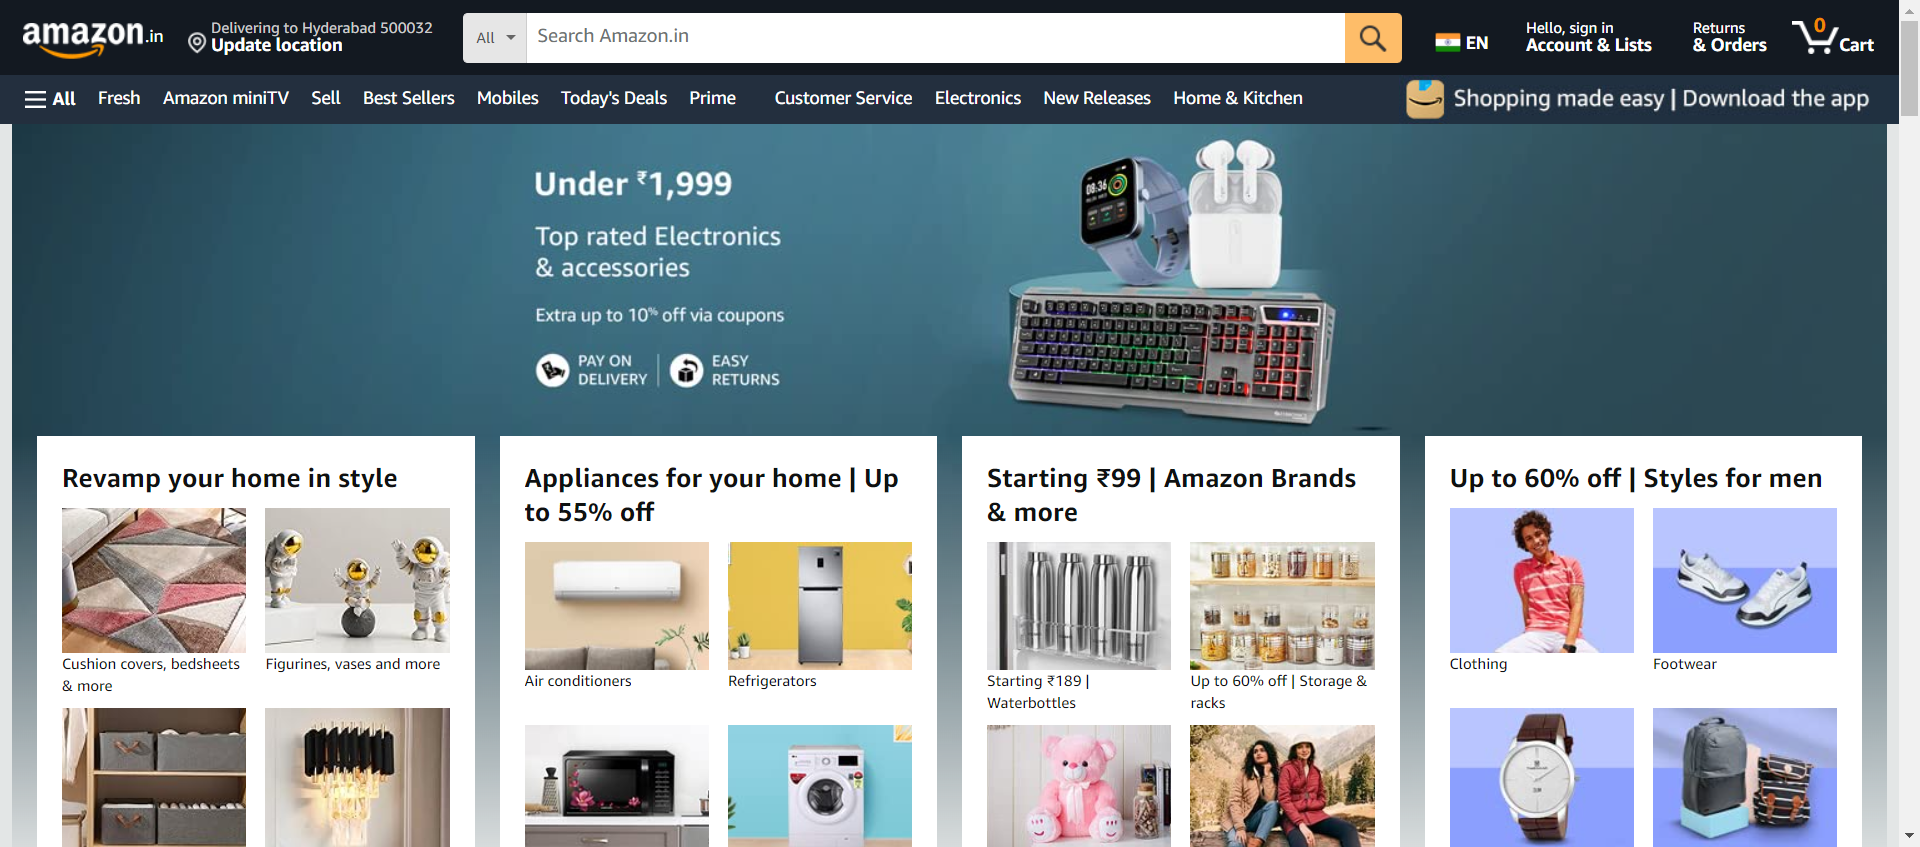 amazon.in
Delivering to Hyderabad 500032
Update location
All
Search Amazon.in
EN
Hello, sign in
Account & Lists
Returns
& Orders
0
Cart
All
Fresh
Amazon miniTV
Sell
Best Sellers
Mobiles
Today's Deals
Prime
Customer Service
Electronics
New Releases
Home & Kitchen
Shopping made easy | Download the app
Under ₹1,999
Top rated Electronics
& accessories
Extra up to 10% off via coupons
PAY ON
DELIVERY
EASY
RETURNS
08:36
Revamp your home in style
Cushion covers, bedsheets
& more
Figurines, vases and more
Appliances for your home | Up
to 55% off
Air conditioners
Refrigerators
Starting ₹99 | Amazon Brands
& more
Starting ₹189 |
Waterbottles
Up to 60% off | Storage &
racks
Up to 60% off | Styles for men
Clothing
Footwear